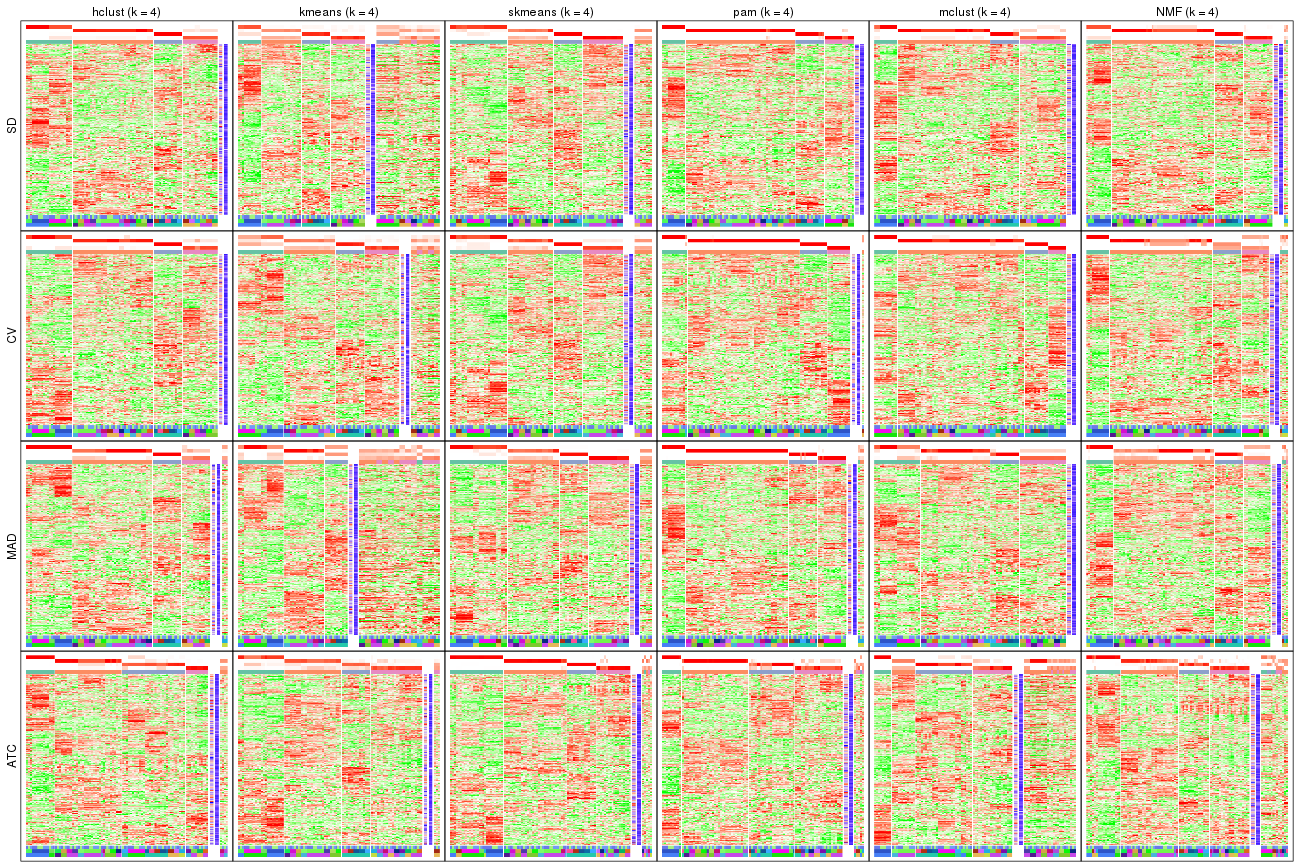 hclust (k = 4) kmeans (k = 4) skmeans (k = 4) pam (k = 4) mclust (k = 4) NMF (k = 4)
SD
CV
MAD
ATC